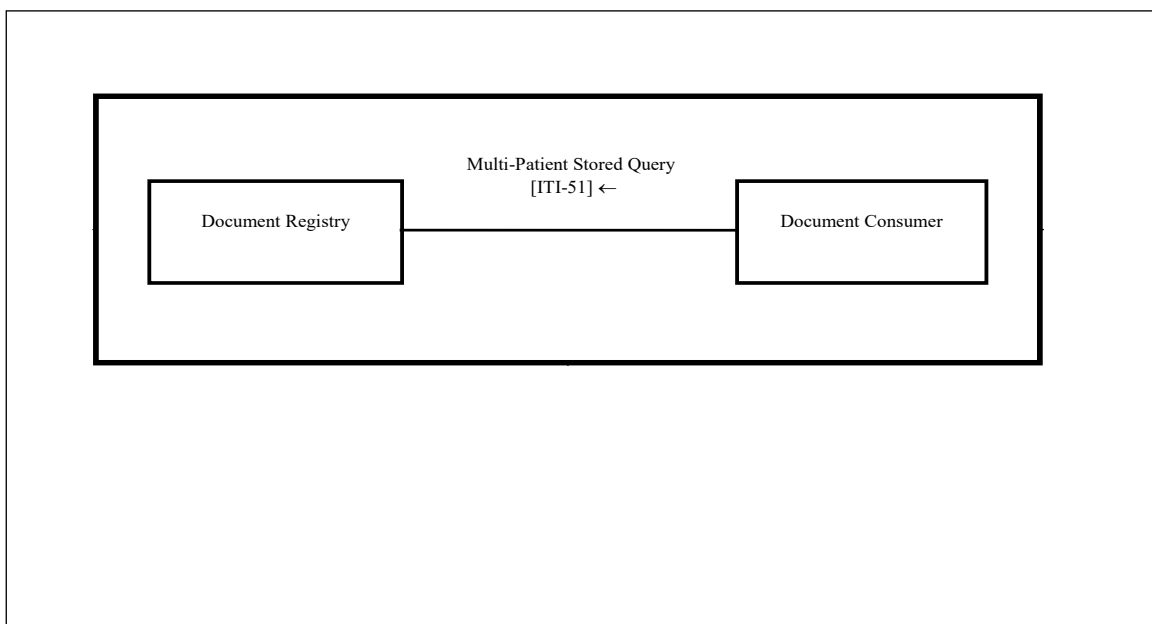 Multi-Patient Stored Query
[ITI-51] ←
Document Registry
Document Consumer